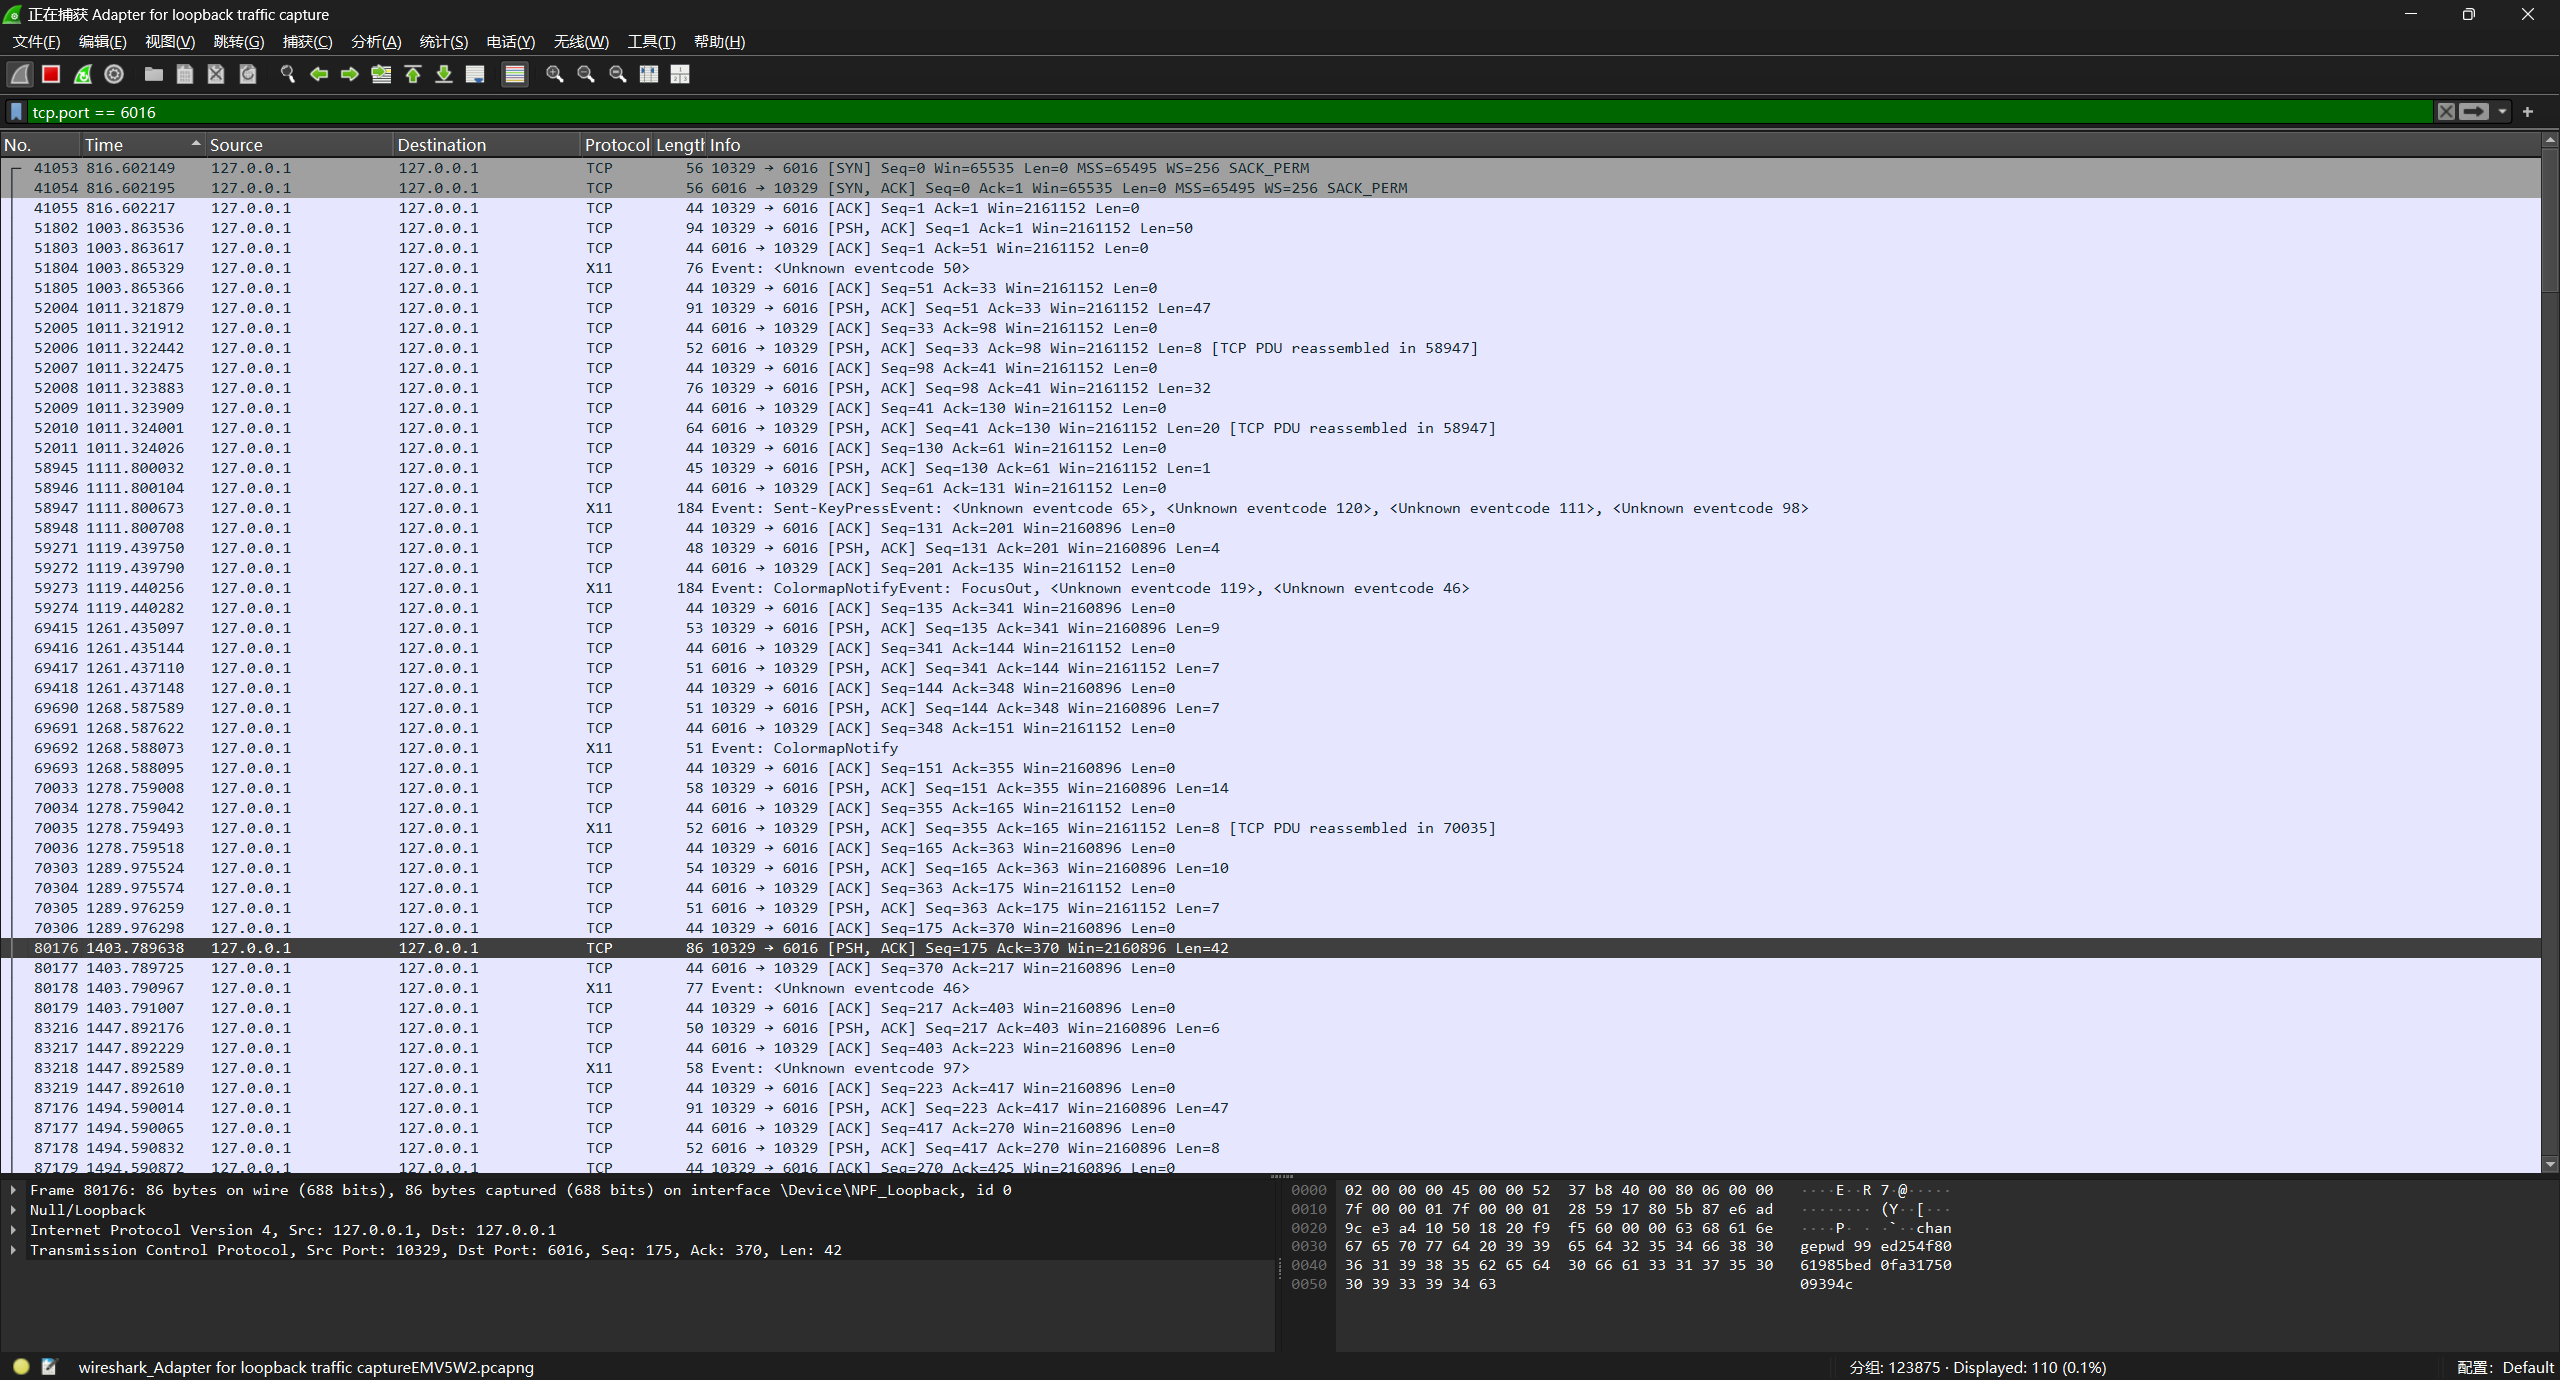 正在捕获 Adapter for loopback traffic capture
文件(F) 编辑(E) 视图(V) 跳转(G) 捕获(C) 分析(A) 统计(S) 电话(Y) 无线(W) 工具(T) 帮助(H)
tcp.port == 6016
No. Time Source Destination Protocol Length Info
41053 816.602149 127.0.0.1 127.0.0.1 TCP 56 10329 → 6016 [SYN] Seq=0 Win=65535 Len=0 MSS=65495 WS=256 SACK_PERM
41054 816.602195 127.0.0.1 127.0.0.1 TCP 56 6016 → 10329 [SYN, ACK] Seq=0 Ack=1 Win=65535 Len=0 MSS=65495 WS=256 SACK_PERM
41055 816.602217 127.0.0.1 127.0.0.1 TCP 44 10329 → 6016 [ACK] Seq=1 Ack=1 Win=2161152 Len=0
51802 1003.863536 127.0.0.1 127.0.0.1 TCP 94 10329 → 6016 [PSH, ACK] Seq=1 Ack=1 Win=2161152 Len=50
51803 1003.863617 127.0.0.1 127.0.0.1 TCP 44 6016 → 10329 [ACK] Seq=1 Ack=51 Win=2161152 Len=0
51804 1003.865329 127.0.0.1 127.0.0.1 X11 76 Event: <Unknown eventcode 50>
51805 1003.865366 127.0.0.1 127.0.0.1 TCP 44 10329 → 6016 [ACK] Seq=51 Ack=33 Win=2161152 Len=0
52004 1011.321879 127.0.0.1 127.0.0.1 TCP 91 10329 → 6016 [PSH, ACK] Seq=51 Ack=33 Win=2161152 Len=47
52005 1011.321912 127.0.0.1 127.0.0.1 TCP 44 6016 → 10329 [ACK] Seq=33 Ack=98 Win=2161152 Len=0
52006 1011.322442 127.0.0.1 127.0.0.1 TCP 52 6016 → 10329 [PSH, ACK] Seq=33 Ack=98 Win=2161152 Len=8 [TCP PDU reassembled in 58947]
52007 1011.322475 127.0.0.1 127.0.0.1 TCP 44 10329 → 6016 [ACK] Seq=98 Ack=41 Win=2161152 Len=0
52008 1011.323883 127.0.0.1 127.0.0.1 TCP 76 10329 → 6016 [PSH, ACK] Seq=98 Ack=41 Win=2161152 Len=32
52009 1011.323909 127.0.0.1 127.0.0.1 TCP 44 6016 → 10329 [ACK] Seq=41 Ack=130 Win=2161152 Len=0
52010 1011.324001 127.0.0.1 127.0.0.1 TCP 64 6016 → 10329 [PSH, ACK] Seq=41 Ack=130 Win=2161152 Len=20 [TCP PDU reassembled in 58947]
52011 1011.324026 127.0.0.1 127.0.0.1 TCP 44 10329 → 6016 [ACK] Seq=130 Ack=61 Win=2161152 Len=0
58945 1111.800032 127.0.0.1 127.0.0.1 TCP 45 10329 → 6016 [PSH, ACK] Seq=130 Ack=61 Win=2161152 Len=1
58946 1111.800104 127.0.0.1 127.0.0.1 TCP 44 6016 → 10329 [ACK] Seq=61 Ack=131 Win=2161152 Len=0
58947 1111.800673 127.0.0.1 127.0.0.1 X11 184 Event: Sent-KeyPressEvent: <Unknown eventcode 65>, <Unknown eventcode 120>, <Unknown eventcode 111>, <Unknown eventcode 98>
58948 1111.800708 127.0.0.1 127.0.0.1 TCP 44 10329 → 6016 [ACK] Seq=131 Ack=201 Win=2160896 Len=0
59271 1119.439750 127.0.0.1 127.0.0.1 TCP 48 10329 → 6016 [PSH, ACK] Seq=131 Ack=201 Win=2160896 Len=4
59272 1119.439790 127.0.0.1 127.0.0.1 TCP 44 6016 → 10329 [ACK] Seq=201 Ack=135 Win=2161152 Len=0
59273 1119.440256 127.0.0.1 127.0.0.1 X11 184 Event: ColormapNotifyEvent: FocusOut, <Unknown eventcode 119>, <Unknown eventcode 46>
59274 1119.440282 127.0.0.1 127.0.0.1 TCP 44 10329 → 6016 [ACK] Seq=135 Ack=341 Win=2160896 Len=0
69415 1261.435097 127.0.0.1 127.0.0.1 TCP 53 10329 → 6016 [PSH, ACK] Seq=135 Ack=341 Win=2160896 Len=9
69416 1261.435144 127.0.0.1 127.0.0.1 TCP 44 6016 → 10329 [ACK] Seq=341 Ack=144 Win=2161152 Len=0
69417 1261.437110 127.0.0.1 127.0.0.1 TCP 51 6016 → 10329 [PSH, ACK] Seq=341 Ack=144 Win=2161152 Len=7
69418 1261.437148 127.0.0.1 127.0.0.1 TCP 44 10329 → 6016 [ACK] Seq=144 Ack=348 Win=2160896 Len=0
69690 1268.587589 127.0.0.1 127.0.0.1 TCP 51 10329 → 6016 [PSH, ACK] Seq=144 Ack=348 Win=2160896 Len=7
69691 1268.587622 127.0.0.1 127.0.0.1 TCP 44 6016 → 10329 [ACK] Seq=348 Ack=151 Win=2161152 Len=0
69692 1268.588073 127.0.0.1 127.0.0.1 X11 51 Event: ColormapNotify
69693 1268.588095 127.0.0.1 127.0.0.1 TCP 44 10329 → 6016 [ACK] Seq=151 Ack=355 Win=2160896 Len=0
70033 1278.759008 127.0.0.1 127.0.0.1 TCP 58 10329 → 6016 [PSH, ACK] Seq=151 Ack=355 Win=2160896 Len=14
70034 1278.759042 127.0.0.1 127.0.0.1 TCP 44 6016 → 10329 [ACK] Seq=355 Ack=165 Win=2161152 Len=0
70035 1278.759493 127.0.0.1 127.0.0.1 X11 52 6016 → 10329 [PSH, ACK] Seq=355 Ack=165 Win=2161152 Len=8 [TCP PDU reassembled in 70035]
70036 1278.759518 127.0.0.1 127.0.0.1 TCP 44 10329 → 6016 [ACK] Seq=165 Ack=363 Win=2160896 Len=0
70303 1289.975524 127.0.0.1 127.0.0.1 TCP 54 10329 → 6016 [PSH, ACK] Seq=165 Ack=363 Win=2160896 Len=10
70304 1289.975574 127.0.0.1 127.0.0.1 TCP 44 6016 → 10329 [ACK] Seq=363 Ack=175 Win=2161152 Len=0
70305 1289.976259 127.0.0.1 127.0.0.1 TCP 51 6016 → 10329 [PSH, ACK] Seq=363 Ack=175 Win=2161152 Len=7
70306 1289.976298 127.0.0.1 127.0.0.1 TCP 44 10329 → 6016 [ACK] Seq=175 Ack=370 Win=2160896 Len=0
80176 1403.789638 127.0.0.1 127.0.0.1 TCP 86 10329 → 6016 [PSH, ACK] Seq=175 Ack=370 Win=2160896 Len=42
80177 1403.789725 127.0.0.1 127.0.0.1 TCP 44 6016 → 10329 [ACK] Seq=370 Ack=217 Win=2160896 Len=0
80178 1403.790967 127.0.0.1 127.0.0.1 X11 77 Event: <Unknown eventcode 46>
80179 1403.791007 127.0.0.1 127.0.0.1 TCP 44 10329 → 6016 [ACK] Seq=217 Ack=403 Win=2160896 Len=0
83216 1447.892176 127.0.0.1 127.0.0.1 TCP 50 10329 → 6016 [PSH, ACK] Seq=217 Ack=403 Win=2160896 Len=6
83217 1447.892229 127.0.0.1 127.0.0.1 TCP 44 6016 → 10329 [ACK] Seq=403 Ack=223 Win=2160896 Len=0
83218 1447.892589 127.0.0.1 127.0.0.1 X11 58 Event: <Unknown eventcode 97>
83219 1447.892610 127.0.0.1 127.0.0.1 TCP 44 10329 → 6016 [ACK] Seq=223 Ack=417 Win=2160896 Len=0
87176 1494.590014 127.0.0.1 127.0.0.1 TCP 91 10329 → 6016 [PSH, ACK] Seq=223 Ack=417 Win=2160896 Len=47
87177 1494.590065 127.0.0.1 127.0.0.1 TCP 44 6016 → 10329 [ACK] Seq=417 Ack=270 Win=2160896 Len=0
87178 1494.590832 127.0.0.1 127.0.0.1 TCP 52 6016 → 10329 [PSH, ACK] Seq=417 Ack=270 Win=2160896 Len=8
87179 1494.590872 127.0.0.1 127.0.0.1 TCP 44 10329 → 6016 [ACK] Seq=270 Ack=425 Win=2160896 Len=0
Frame 80176: 86 bytes on wire (688 bits), 86 bytes captured (688 bits) on interface \Device\NPF_Loopback, id 0
Null/Loopback
Internet Protocol Version 4, Src: 127.0.0.1, Dst: 127.0.0.1
Transmission Control Protocol, Src Port: 10329, Dst Port: 6016, Seq: 175, Ack: 370, Len: 42
0000 02 00 00 00 45 00 00 52 37 b8 40 00 80 06 00 00 ····E··R 7·@·····
0010 7f 00 00 01 7f 00 00 01 28 59 17 80 5b 87 e6 ad ········ (Y··[···
0020 9c e3 a4 10 50 18 20 f9 f5 60 00 00 63 68 61 6e ····P· · ·`··chan
0030 67 65 70 77 64 20 39 39 65 64 32 35 34 66 38 30 gepwd 99 ed254f80
0040 36 31 39 38 35 62 65 64 30 66 61 33 31 37 35 30 61985bed 0fa31750
0050 30 39 33 39 34 63 09394c
wireshark_Adapter for loopback traffic captureEMV5W2.pcapng
分组: 123875 · Displayed: 110 (0.1%)
配置: Default